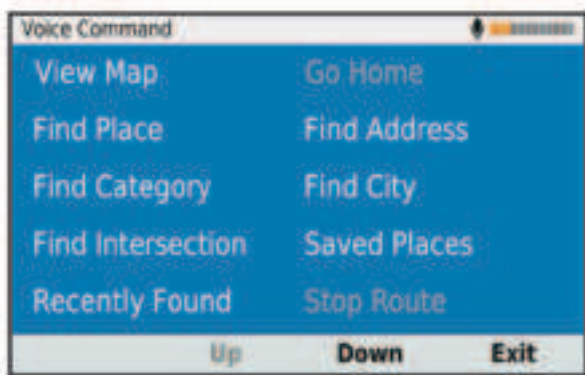 Voice Command
View Map Go Home
Find Place Find Address
Find Category Find City
Find Intersection Saved Places
Recently Found Stop Route
Up Down Exit